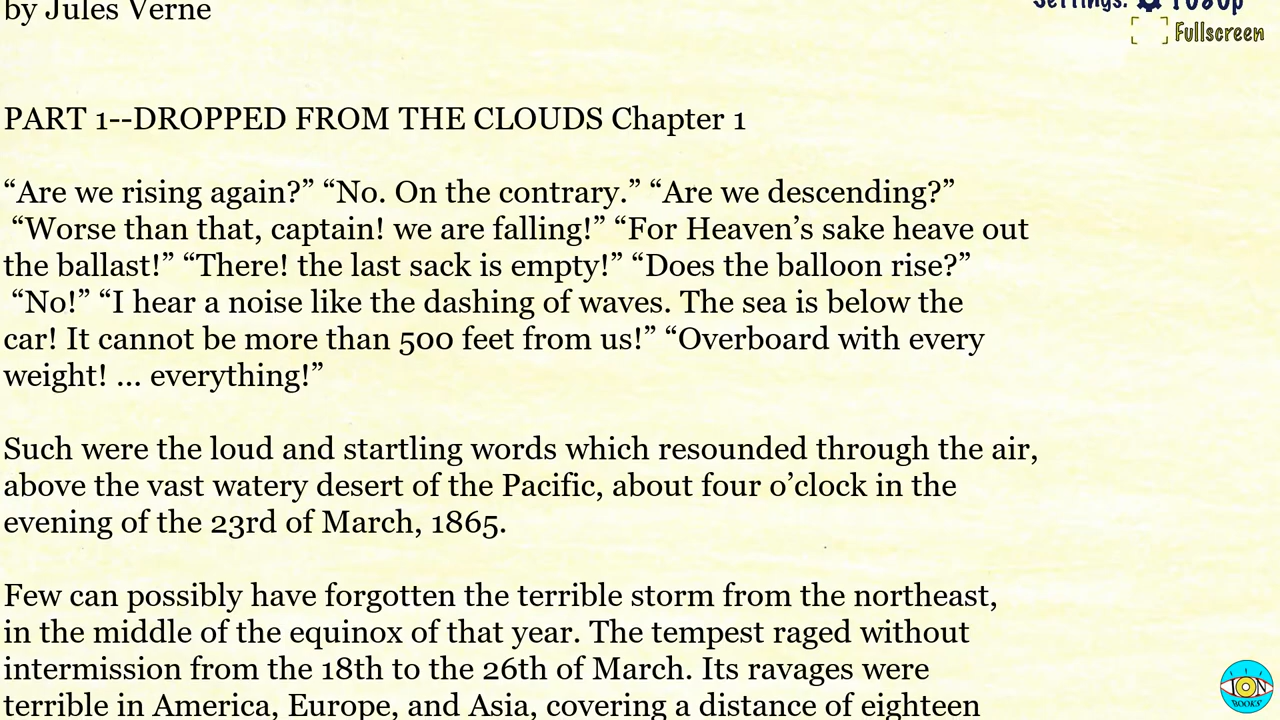 by Jules Verne
Settings: 1080p
Fullscreen
PART 1--DROPPED FROM THE CLOUDS Chapter 1
“Are we rising again?” “No. On the contrary.” “Are we descending?”
“Worse than that, captain! we are falling!” “For Heaven’s sake heave out
the ballast!” “There! the last sack is empty!” “Does the balloon rise?”
“No!” “I hear a noise like the dashing of waves. The sea is below the
car! It cannot be more than 500 feet from us!” “Overboard with every
weight! ... everything!”
Such were the loud and startling words which resounded through the air,
above the vast watery desert of the Pacific, about four o’clock in the
evening of the 23rd of March, 1865.
Few can possibly have forgotten the terrible storm from the northeast,
in the middle of the equinox of that year. The tempest raged without
intermission from the 18th to the 26th of March. Its ravages were
terrible in America, Europe, and Asia, covering a distance of eighteen
ION
BOOKS